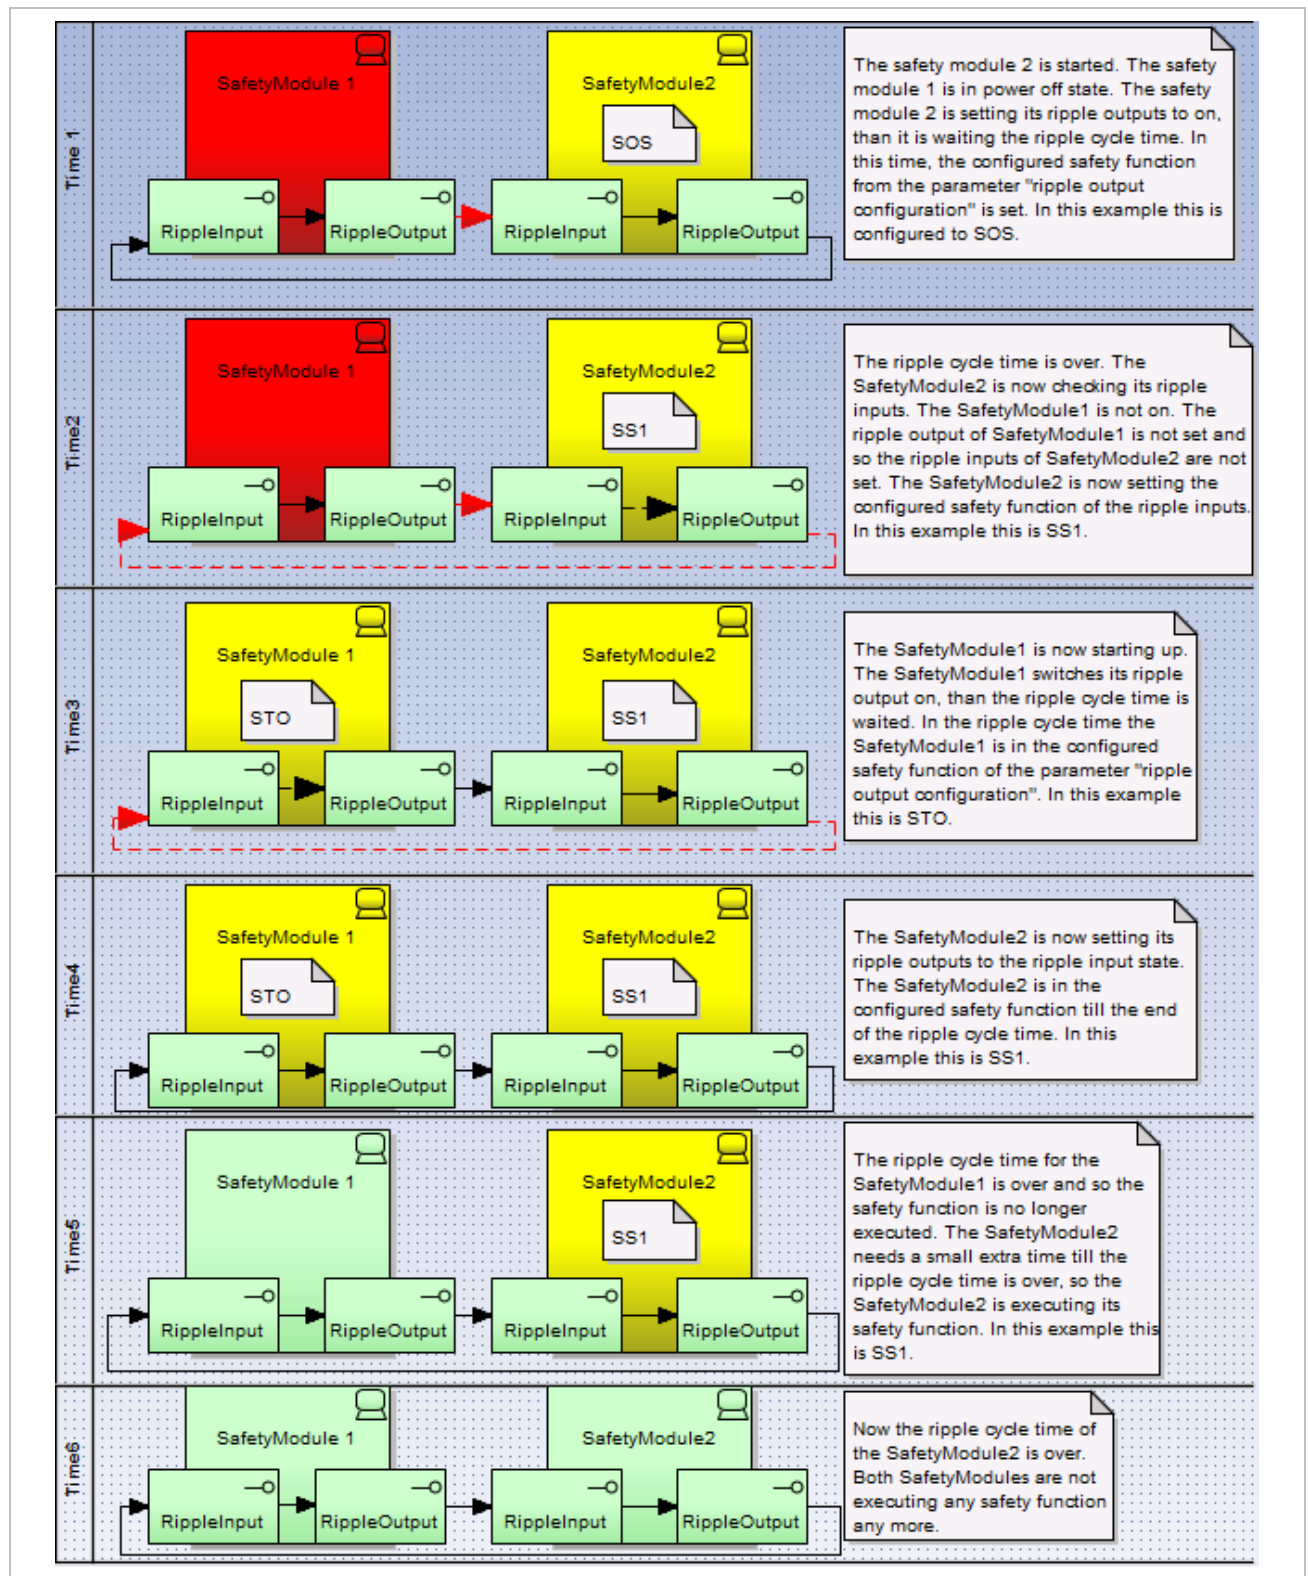 Time 1
SafetyModule 1
RippleInput
RippleOutput
SafetyModule2
SOS
RippleInput
RippleOutput
The safety module 2 is started. The safety
module 1 is in power off state. The safety
module 2 is setting its ripple outputs to on,
than it is waiting the ripple cycle time. In
this time, the configured safety function
from the parameter "ripple output
configuration" is set. In this example this is
configured to SOS.
Time2
SafetyModule 1
RippleInput
RippleOutput
SafetyModule2
SS1
RippleInput
RippleOutput
The ripple cycle time is over. The
SafetyModule2 is now checking its ripple
inputs. The SafetyModule1 is not on. The
ripple output of SafetyModule1 is not set and
so the ripple inputs of SafetyModule2 are not
set. The SafetyModule2 is now setting the
configured safety function of the ripple inputs.
In this example this is SS1.
Time3
SafetyModule 1
STO
RippleInput
RippleOutput
SafetyModule2
SS1
RippleInput
RippleOutput
The SafetyModule1 is now starting up.
The SafetyModule1 switches its ripple
output on, than the ripple cycle time is
waited. In the ripple cycle time the
SafetyModule1 is in the configured
safety function of the parameter "ripple
output configuration". In this example
this is STO.
Time4
SafetyModule 1
STO
RippleInput
RippleOutput
SafetyModule2
SS1
RippleInput
RippleOutput
The SafetyModule2 is now setting its
ripple outputs to the ripple input state.
The SafetyModule2 is in the
configured safety function till the end
of the ripple cycle time. In this
example this is SS1.
Time5
SafetyModule 1
RippleInput
RippleOutput
SafetyModule2
SS1
RippleInput
RippleOutput
The ripple cycle time for the
SafetyModule1 is over and so the
safety function is no longer
executed. The SafetyModule2
needs a small extra time till the
ripple cycle time is over, so the
SafetyModule2 is executing its
safety function. In this example this
is SS1.
Time6
SafetyModule 1
RippleInput
RippleOutput
SafetyModule2
RippleInput
RippleOutput
Now the ripple cycle time of
the SafetyModule2 is over.
Both SafetyModules are not
executing any safety function
any more.